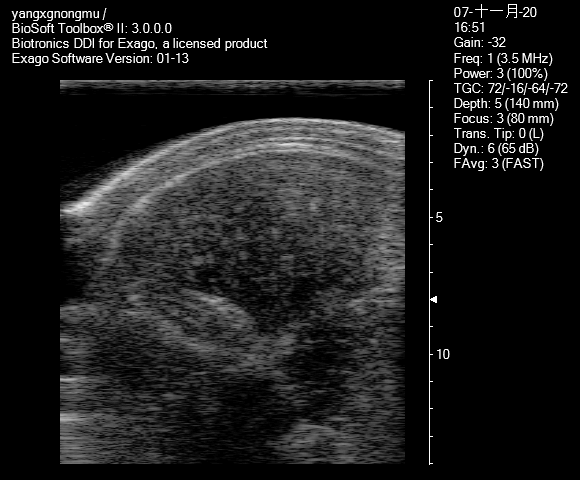 yangxgnongmu /
BioSoft Toolbox® II: 3.0.0.0
Biotronics DDI for Exago, a licensed product
Exago Software Version: 01-13
07-十一月-20
16:51
Gain: -32
Freq: 1 (3.5 MHz)
Power: 3 (100%)
TGC: 72/-16/-64/-72
Depth: 5 (140 mm)
Focus: 3 (80 mm)
Trans. Tip: 0 (L)
Dyn.: 6 (65 dB)
FAvg: 3 (FAST)
5
10